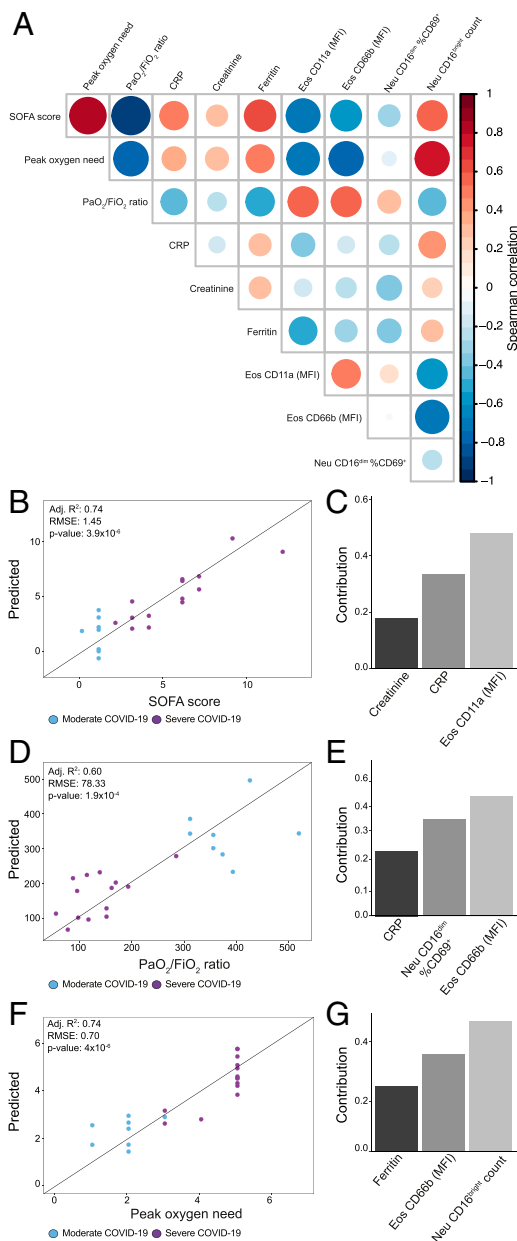 A
Peak oxygen need
PaO₂/FiO₂ ratio
CRP
Creatinine
Ferritin
Eos CD11a (MFI)
Eos CD66b (MFI)
Neu CD16ᵈⁱᵐ %CD69⁺
Neu CD16ᵇʳⁱᵍʰᵗ count
SOFA score
Peak oxygen need
PaO₂/FiO₂ ratio
CRP
Creatinine
Ferritin
Eos CD11a (MFI)
Eos CD66b (MFI)
Neu CD16ᵈⁱᵐ %CD69⁺
1
0.8
0.6
0.4
0.2
0
−0.2
−0.4
−0.6
−0.8
−1
Spearman correlation
B
Adj. R²: 0.74
RMSE: 1.45
p-value: 3.9x10⁻⁶
10
5
0
Predicted
0 5 10
SOFA score
Moderate COVID-19 Severe COVID-19
C
0.6
0.4
0.2
0.0
Contribution
Creatinine
CRP
Eos CD11a (MFI)
D
Adj. R²: 0.60
RMSE: 78.33
p-value: 1.9x10⁻⁴
500
400
300
200
100
Predicted
100 200 300 400 500
PaO₂/FiO₂ ratio
Moderate COVID-19 Severe COVID-19
E
0.6
0.4
0.3
0.2
0.0
Contribution
CRP
Neu CD16ᵈⁱᵐ
%CD69⁺
Eos CD66b (MFI)
F
Adj. R²: 0.74
RMSE: 0.70
p-value: 4x10⁻⁶
6
4
2
0
Predicted
0 2 4 6
Peak oxygen need
Moderate COVID-19 Severe COVID-19
G
0.4
0.2
0.0
Contribution
Ferritin
Eos CD66b (MFI)
Neu CD16ᵇʳⁱᵍʰᵗ count